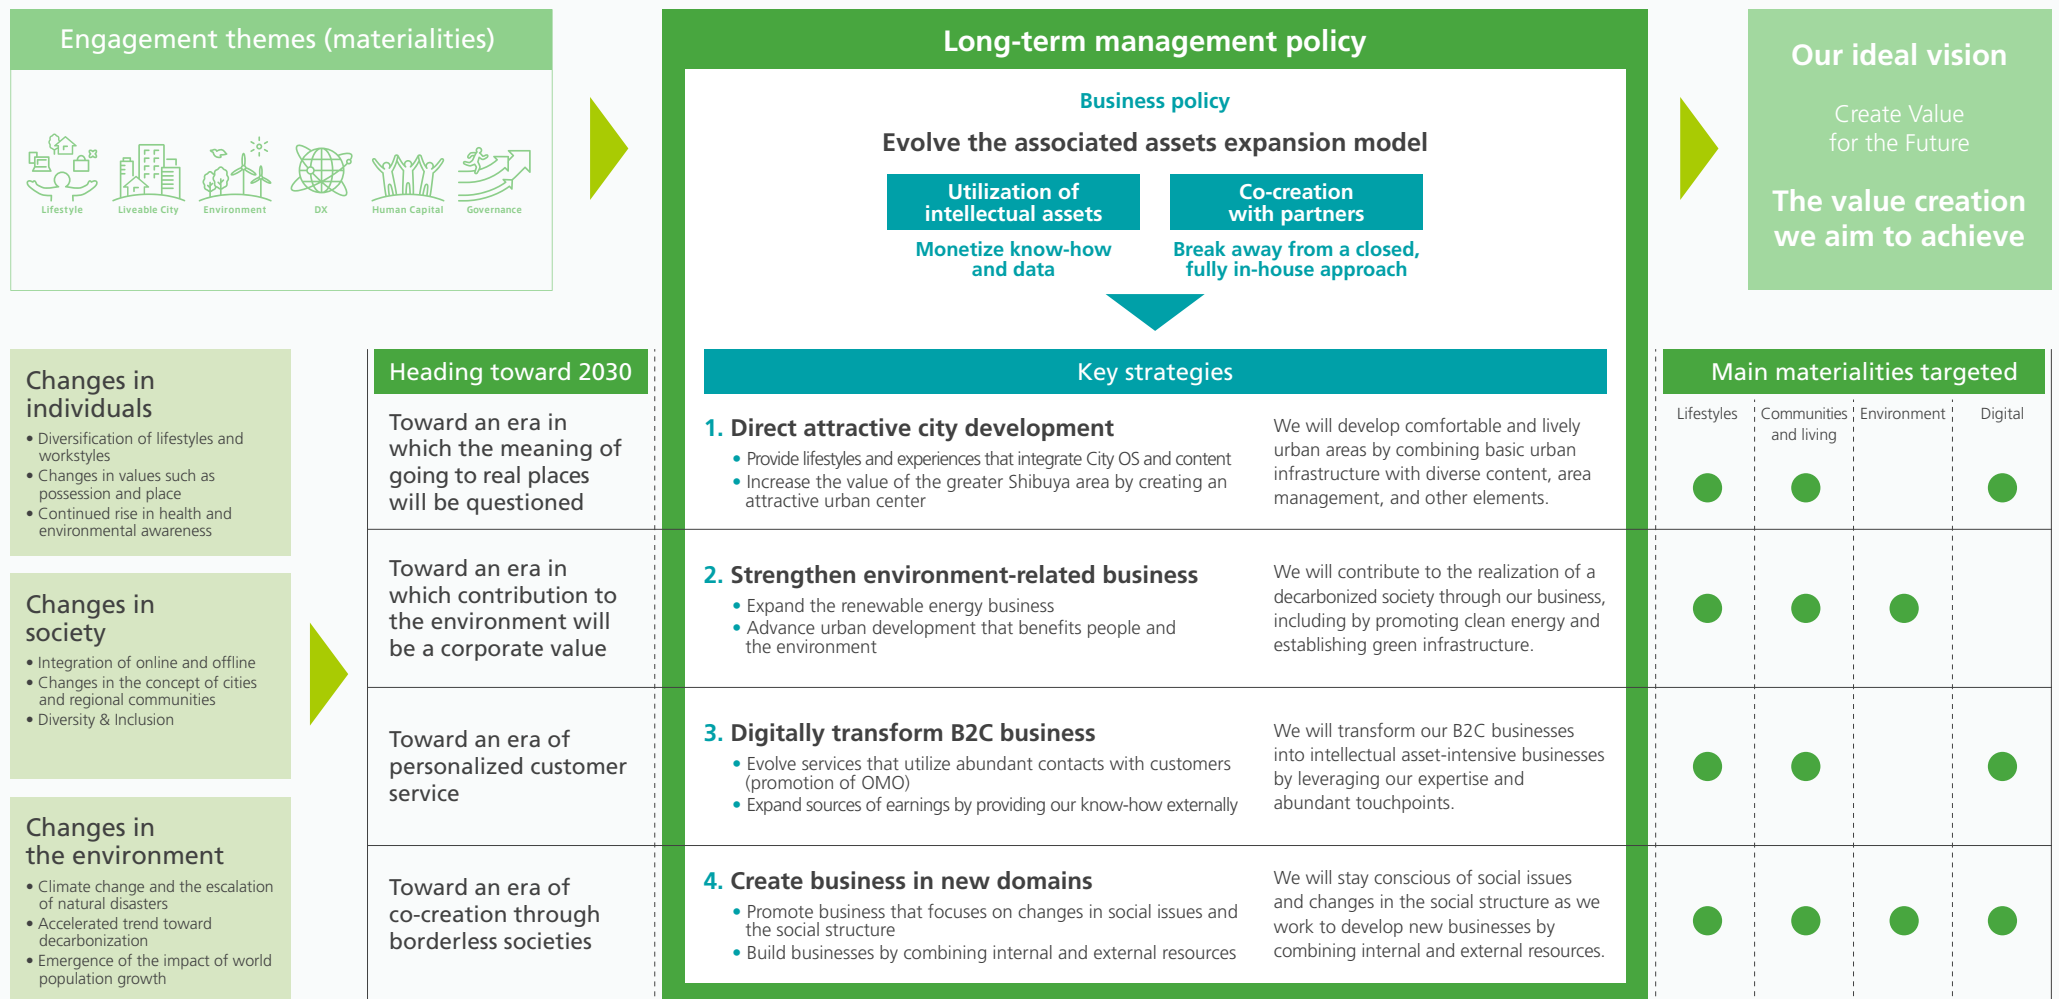 Engagement themes (materialities)
Lifestyle
Liveable City
Environment
DX
Human Capital
Governance
Long-term management policy
Business policy
Evolve the associated assets expansion model
Utilization of
intellectual assets
Monetize know-how
and data
Co-creation
with partners
Break away from a closed,
fully in-house approach
Our ideal vision
Create Value
for the Future
The value creation
we aim to achieve
Changes in
individuals
• Diversification of lifestyles and
workstyles
• Changes in values such as
possession and place
• Continued rise in health and
environmental awareness
Changes in
society
• Integration of online and offline
• Changes in the concept of cities
and regional communities
• Diversity & Inclusion
Changes in
the environment
• Climate change and the escalation
of natural disasters
• Accelerated trend toward
decarbonization
• Emergence of the impact of world
population growth
Heading toward 2030
Key strategies
Main materialities targeted
Lifestyles
Communities
and living
Environment
Digital
Toward an era in
which the meaning of
going to real places
will be questioned
1. Direct attractive city development
• Provide lifestyles and experiences that integrate City OS and content
• Increase the value of the greater Shibuya area by creating an
attractive urban center
We will develop comfortable and lively
urban areas by combining basic urban
infrastructure with diverse content, area
management, and other elements.
Toward an era in
which contribution to
the environment will
be a corporate value
2. Strengthen environment-related business
• Expand the renewable energy business
• Advance urban development that benefits people and
the environment
We will contribute to the realization of a
decarbonized society through our business,
including by promoting clean energy and
establishing green infrastructure.
Toward an era of
personalized customer
service
3. Digitally transform B2C business
• Evolve services that utilize abundant contacts with customers
(promotion of OMO)
• Expand sources of earnings by providing our know-how externally
We will transform our B2C businesses
into intellectual asset-intensive businesses
by leveraging our expertise and
abundant touchpoints.
Toward an era of
co-creation through
borderless societies
4. Create business in new domains
• Promote business that focuses on changes in social issues and
the social structure
• Build businesses by combining internal and external resources
We will stay conscious of social issues
and changes in the social structure as we
work to develop new businesses by
combining internal and external resources.